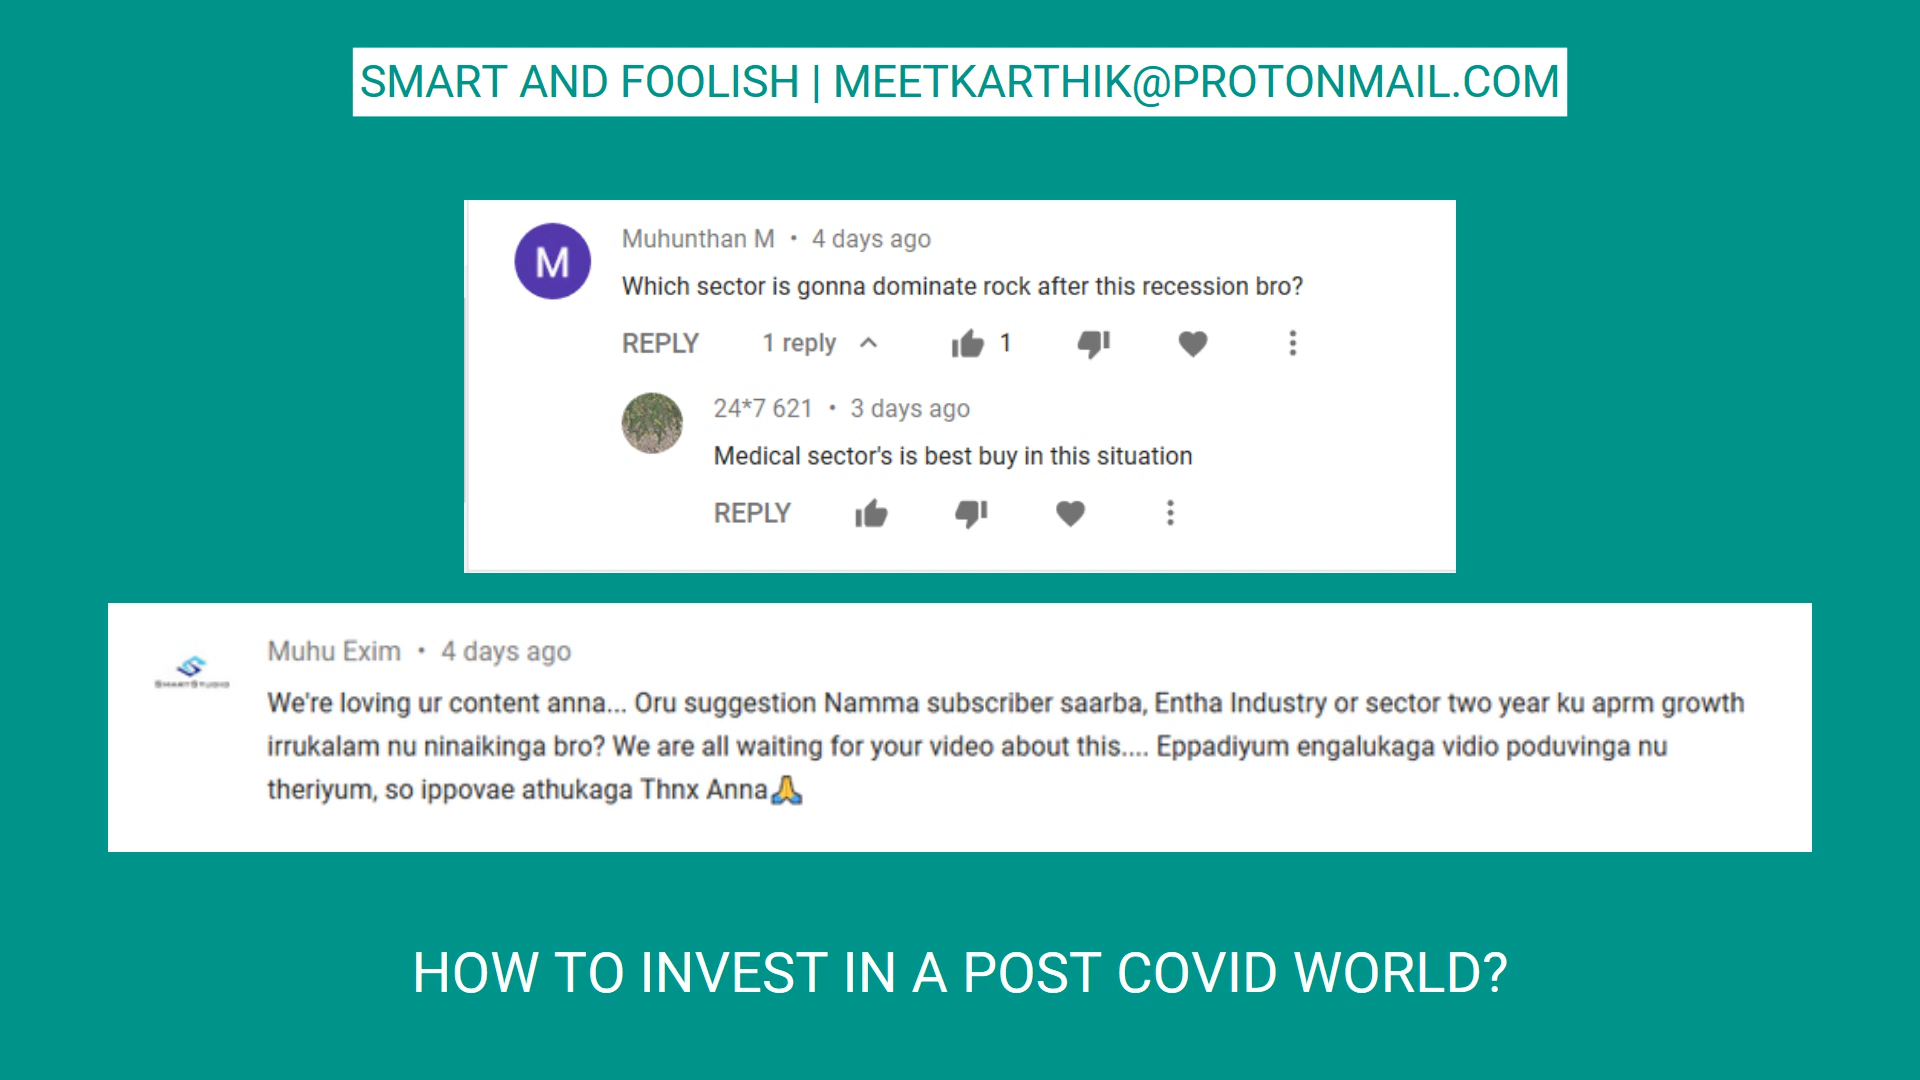 SMART AND FOOLISH | MEETKARTHIK@PROTONMAIL.COM
M
Muhunthan M • 4 days ago
Which sector is gonna dominate rock after this recession bro?
REPLY 1 reply 1
24*7 621 • 3 days ago
Medical sector's is best buy in this situation
REPLY
SMARTSTUDIO
Muhu Exim • 4 days ago
We're loving ur content anna... Oru suggestion Namma subscriber saarba, Entha Industry or sector two year ku aprm growth
irrukalam nu ninaikinga bro? We are all waiting for your video about this.... Eppadiyum engalukaga vidio poduvinga nu
theriyum, so ippovae athukaga Thnx Anna🙏
HOW TO INVEST IN A POST COVID WORLD?